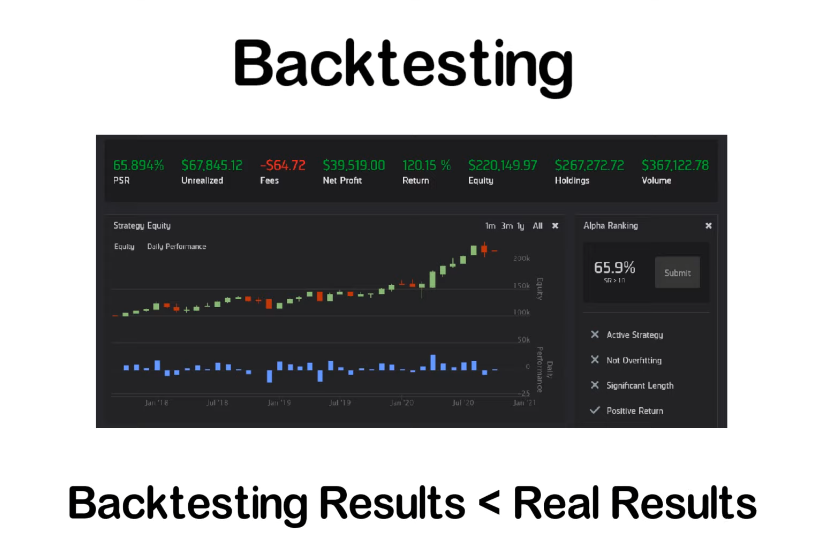 Backtesting
65.894% $67,845.12 -$64.72 $39,519.00 120.15 % $220,149.97 $267,272.72 $367,122.78
PSR Unrealized Fees Net Profit Return Equity Holdings Volume
Strategy Equity 1m 3m 1y All × Alpha Ranking ×
Equity Daily Performance
200k
65.9%
Submit
150k
Equity
100k
Active Strategy
50k
Not Overfitting
0
Daily Performance
Significant Length
-25
Jan '18 Jul '18 Jan '19 Jul '19 Jan '20 Jul '20 Jan '21
Positive Return
Backtesting Results < Real Results